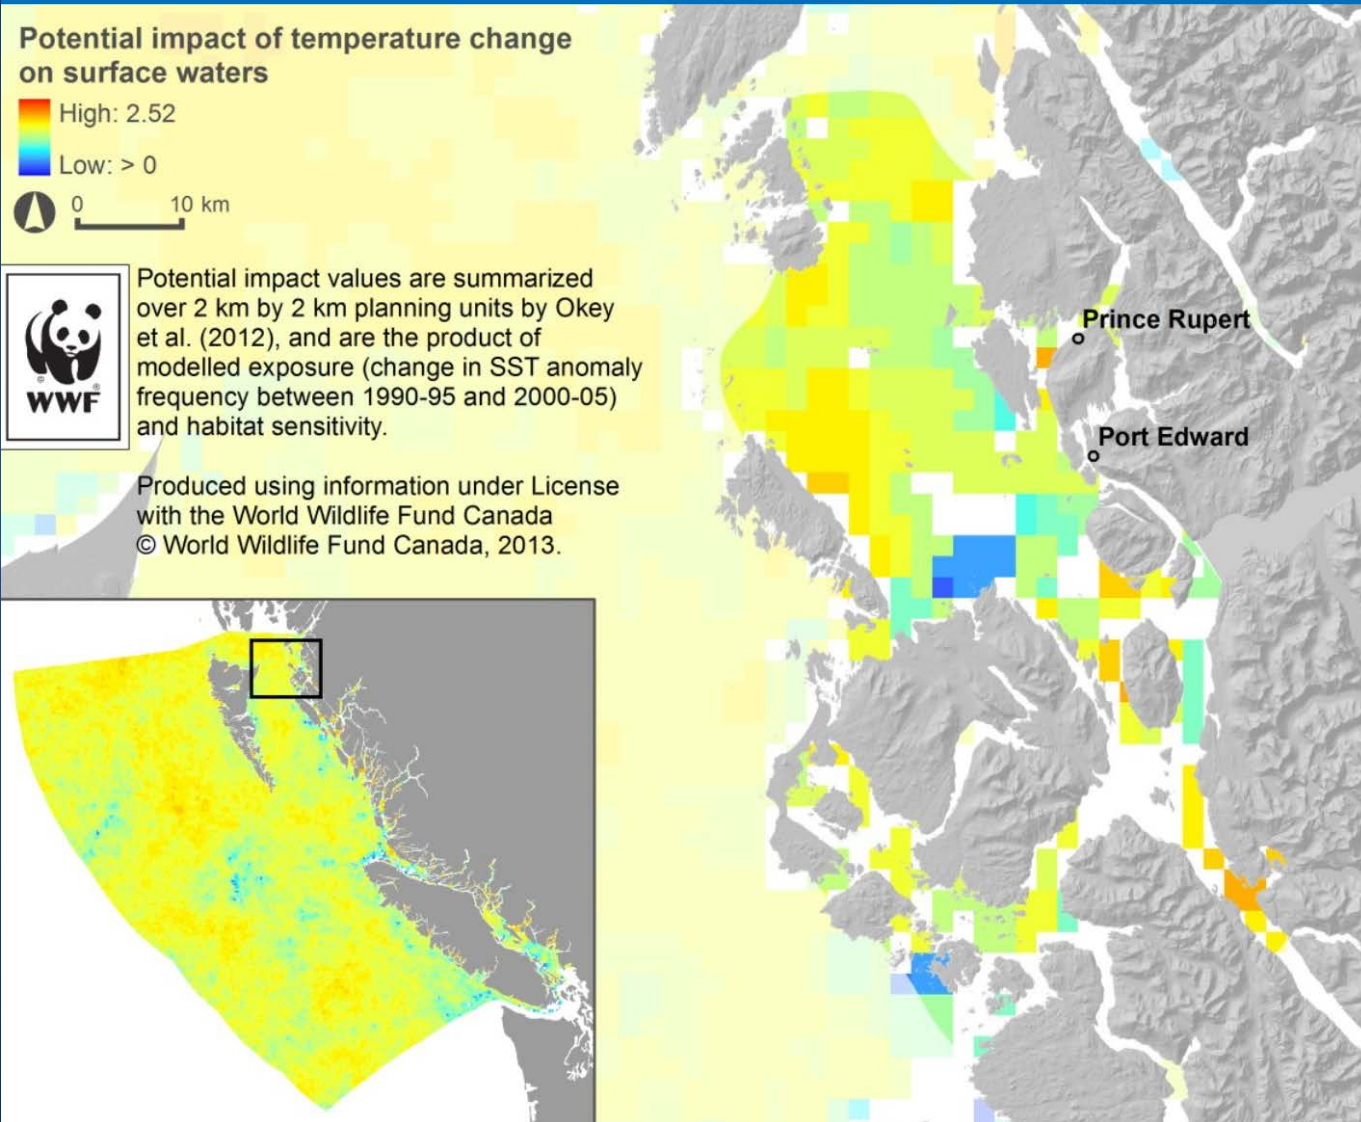 Potential impact of temperature change
on surface waters
High: 2.52
Low: > 0
0 10 km
Potential impact values are summarized
over 2 km by 2 km planning units by Okey
et al. (2012), and are the product of
modelled exposure (change in SST anomaly
frequency between 1990-95 and 2000-05)
and habitat sensitivity.
©
®
WWF
Produced using information under License
with the World Wildlife Fund Canada
© World Wildlife Fund Canada, 2013.
Prince Rupert
Port Edward